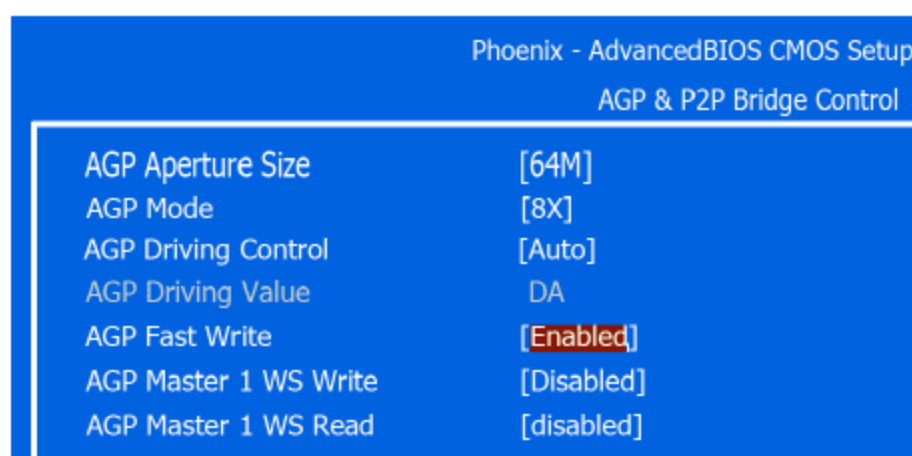 Phoenix - AdvancedBIOS CMOS Setup
AGP & P2P Bridge Control
AGP Aperture Size [64M]
AGP Mode [8X]
AGP Driving Control [Auto]
AGP Driving Value DA
AGP Fast Write [Enabled]
AGP Master 1 WS Write [Disabled]
AGP Master 1 WS Read [disabled]